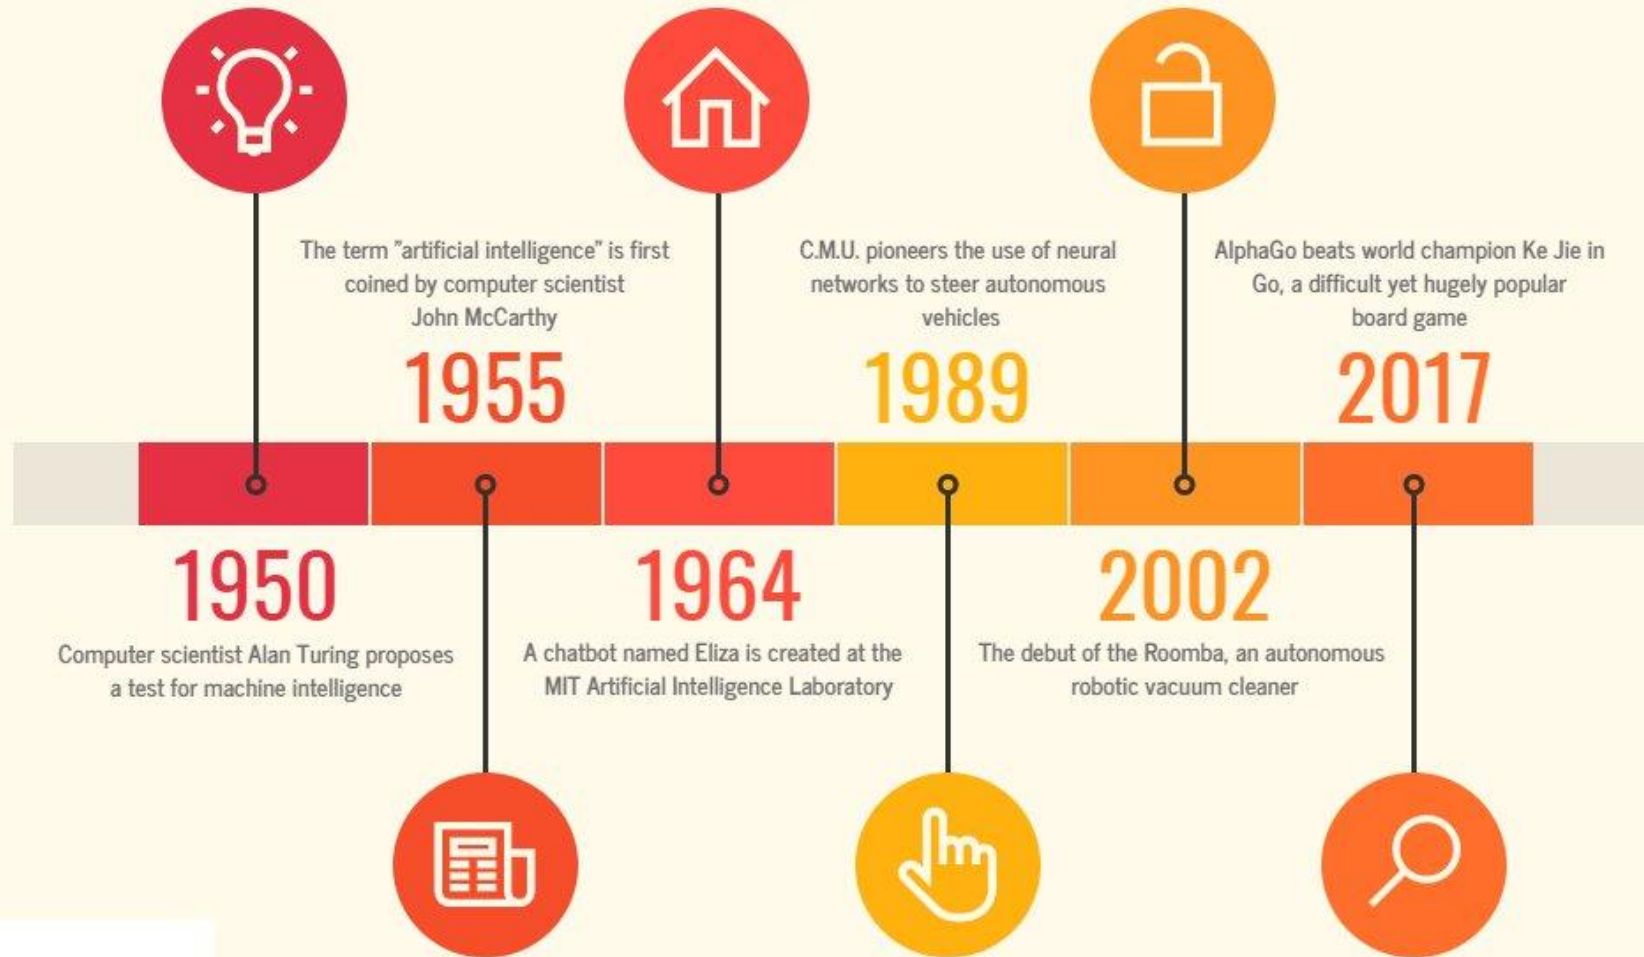 The term "artificial intelligence" is first
coined by computer scientist
John McCarthy
1955
C.M.U. pioneers the use of neural
networks to steer autonomous
vehicles
1989
AlphaGo beats world champion Ke Jie in
Go, a difficult yet hugely popular
board game
2017
1950
Computer scientist Alan Turing proposes
a test for machine intelligence
1964
A chatbot named Eliza is created at the
MIT Artificial Intelligence Laboratory
2002
The debut of the Roomba, an autonomous
robotic vacuum cleaner